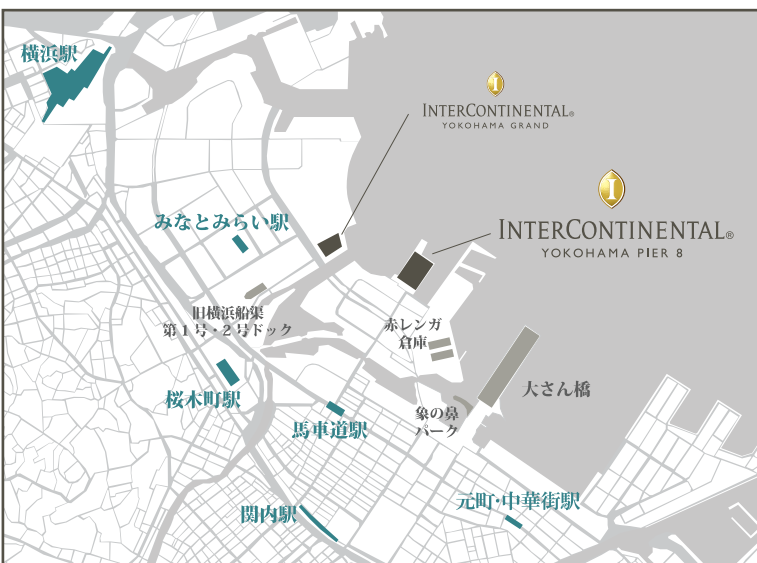 横浜駅
I
INTERCONTINENTAL®
YOKOHAMA GRAND
I
INTERCONTINENTAL®
YOKOHAMA PIER 8
みなとみらい駅
旧横浜船渠
第1号・2号ドック
赤レンガ
倉庫
大さん橋
桜木町駅
象の鼻
パーク
馬車道駅
元町・中華街駅
関内駅